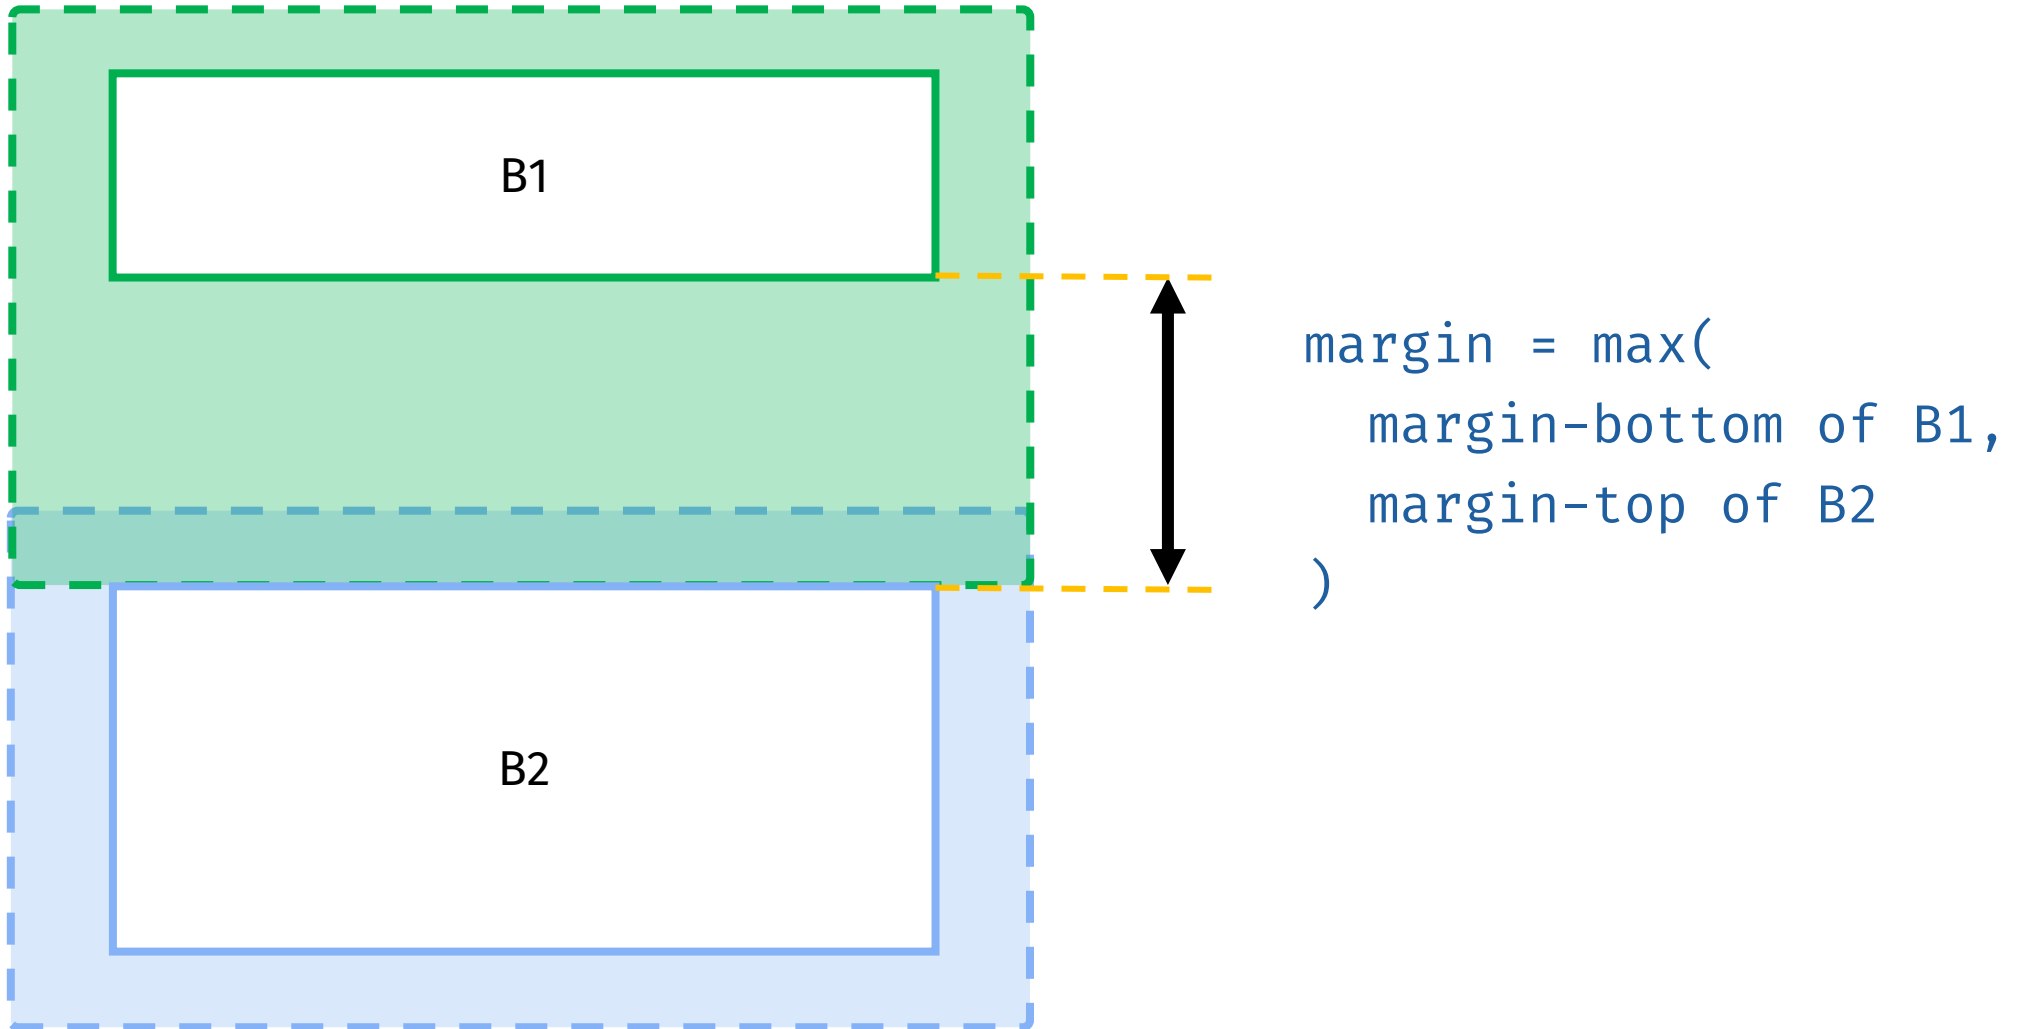 B1
margin = max(
margin-bottom of B1,
margin-top of B2
)
B2